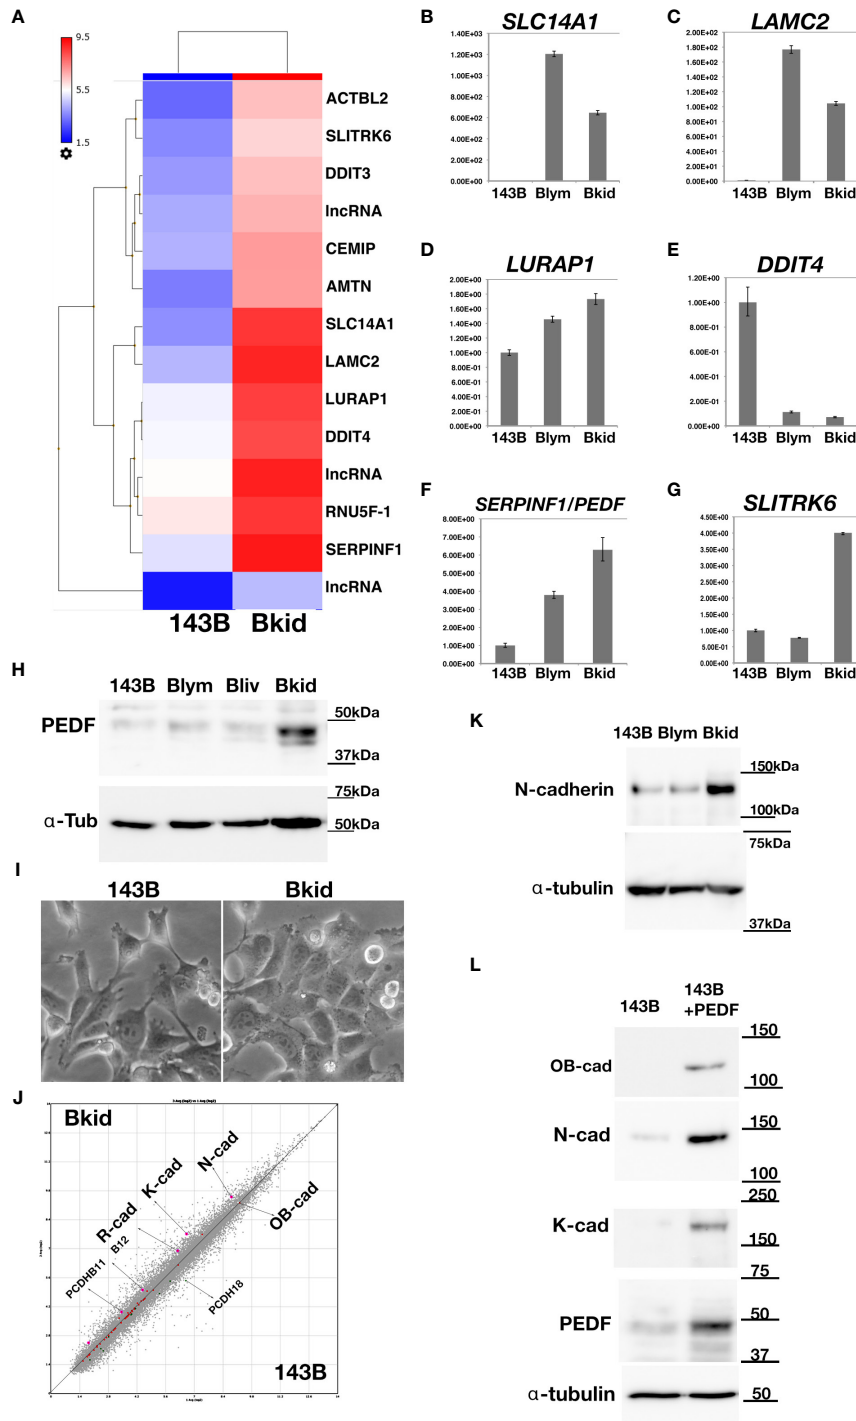 A
9.5
5.5
1.5
ACTBL2
SLITRK6
DDIT3
lncRNA
CEMIP
AMTN
SLC14A1
LAMC2
LURAP1
DDIT4
lncRNA
RNU5F-1
SERPINF1
lncRNA
143B Bkid
B
SLC14A1
1.40E+03
1.20E+03
1.00E+03
8.00E+02
6.00E+02
4.00E+02
2.00E+02
0.00E+00
143B Blym Bkid
C
LAMC2
2.00E+02
1.80E+02
1.60E+02
1.40E+02
1.20E+02
1.00E+02
8.00E+01
6.00E+01
4.00E+01
2.00E+01
0.00E+00
143B Blym Bkid
D
LURAP1
2.00E+00
1.80E+00
1.60E+00
1.40E+00
1.20E+00
1.00E+00
8.00E-01
6.00E-01
4.00E-01
2.00E-01
0.00E+00
143B Blym Bkid
E
DDIT4
1.20E+00
1.00E+00
8.00E-01
6.00E-01
4.00E-01
2.00E-01
0.00E+00
143B Blym Bkid
F
SERPINF1/PEDF
8.00E+00
7.00E+00
6.00E+00
5.00E+00
4.00E+00
3.00E+00
2.00E+00
1.00E+00
0.00E+00
143B Blym Bkid
G
SLITRK6
4.50E+00
4.00E+00
3.50E+00
3.00E+00
2.50E+00
2.00E+00
1.50E+00
1.00E+00
5.00E-01
0.00E+00
143B Blym Bkid
H
143B Blym Bliv Bkid
PEDF
50kDa
37kDa
75kDa
α-Tub
50kDa
I
143B Bkid
J
Bkid
N-cad
K-cad
R-cad
OB-cad
B12
PCDHB11
PCDH18
143B
K
143B Blym Bkid
150kDa
N-cadherin
100kDa
75kDa
α-tubulin
37kDa
L
143B
143B
+PEDF
150
OB-cad
100
N-cad
150
100
250
K-cad
150
75
PEDF
50
37
α-tubulin
50